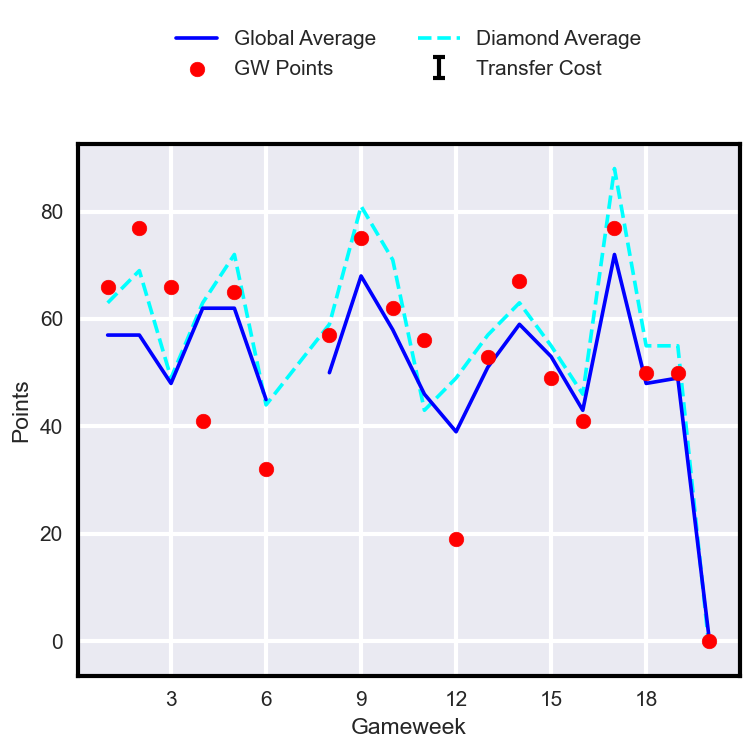 Global Average
Diamond Average
GW Points
Transfer Cost
80
60
40
20
0
Points
3 6 9 12 15 18
Gameweek